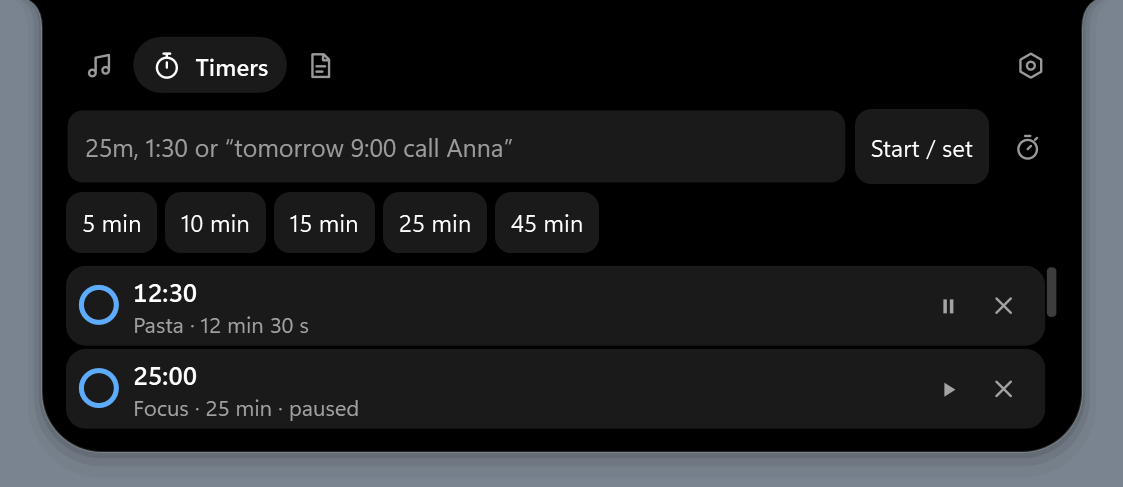 Timers
25m, 1:30 or “tomorrow 9:00 call Anna”
Start / set
5 min
10 min
15 min
25 min
45 min
12:30
Pasta · 12 min 30 s
25:00
Focus · 25 min · paused